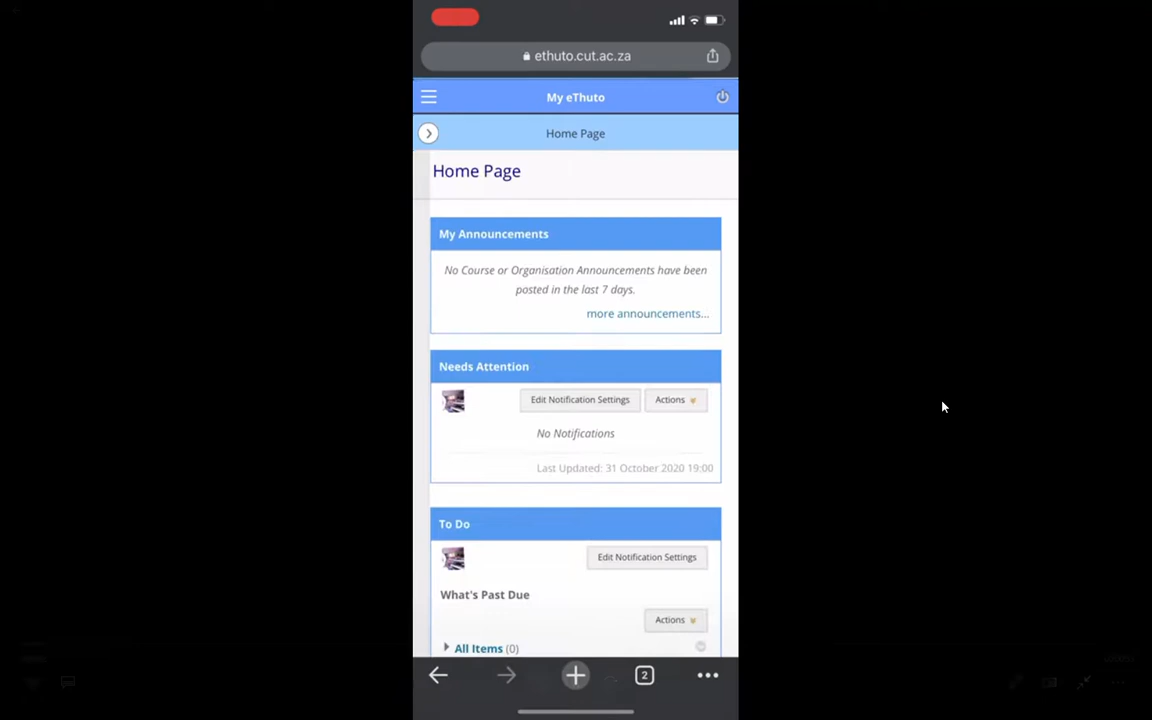 ethuto.cut.ac.za
My eThuto
Home Page
Home Page
My Announcements
No Course or Organisation Announcements have been
posted in the last 7 days.
more announcements...
Needs Attention
Edit Notification Settings
Actions
No Notifications
Last Updated: 31 October 2020 19:00
To Do
Edit Notification Settings
What's Past Due
Actions
All Items (0)
2